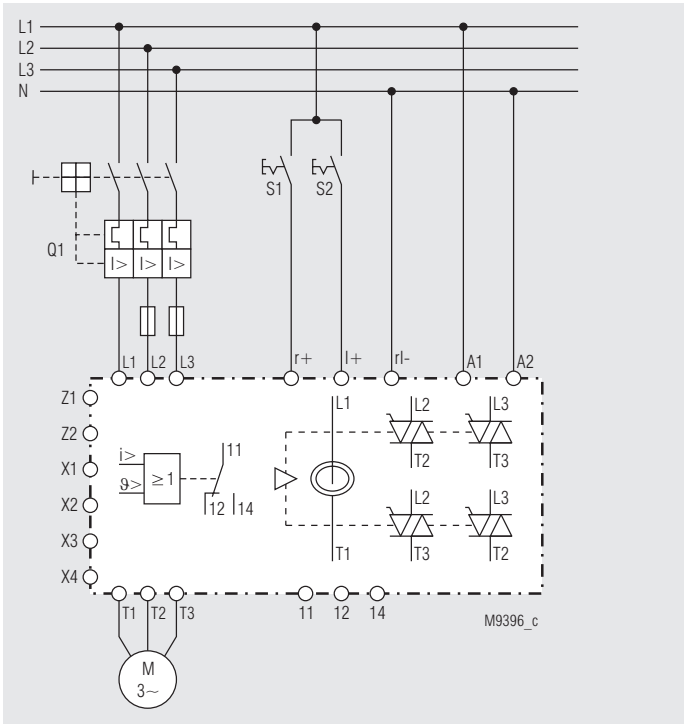 L1
L2
L3
N
S1 S2
Q1
I> I> I>
L1 L2 L3 r+ l+ rl- A1 A2
Z1
Z2
X1
X2
X3
X4
i>
ϑ>
≥1
11
12 14
L1
T1
L2 L3
T2 T3
L2 L3
T3 T2
T1 T2 T3 11 12 14
M9396_c
M
3~